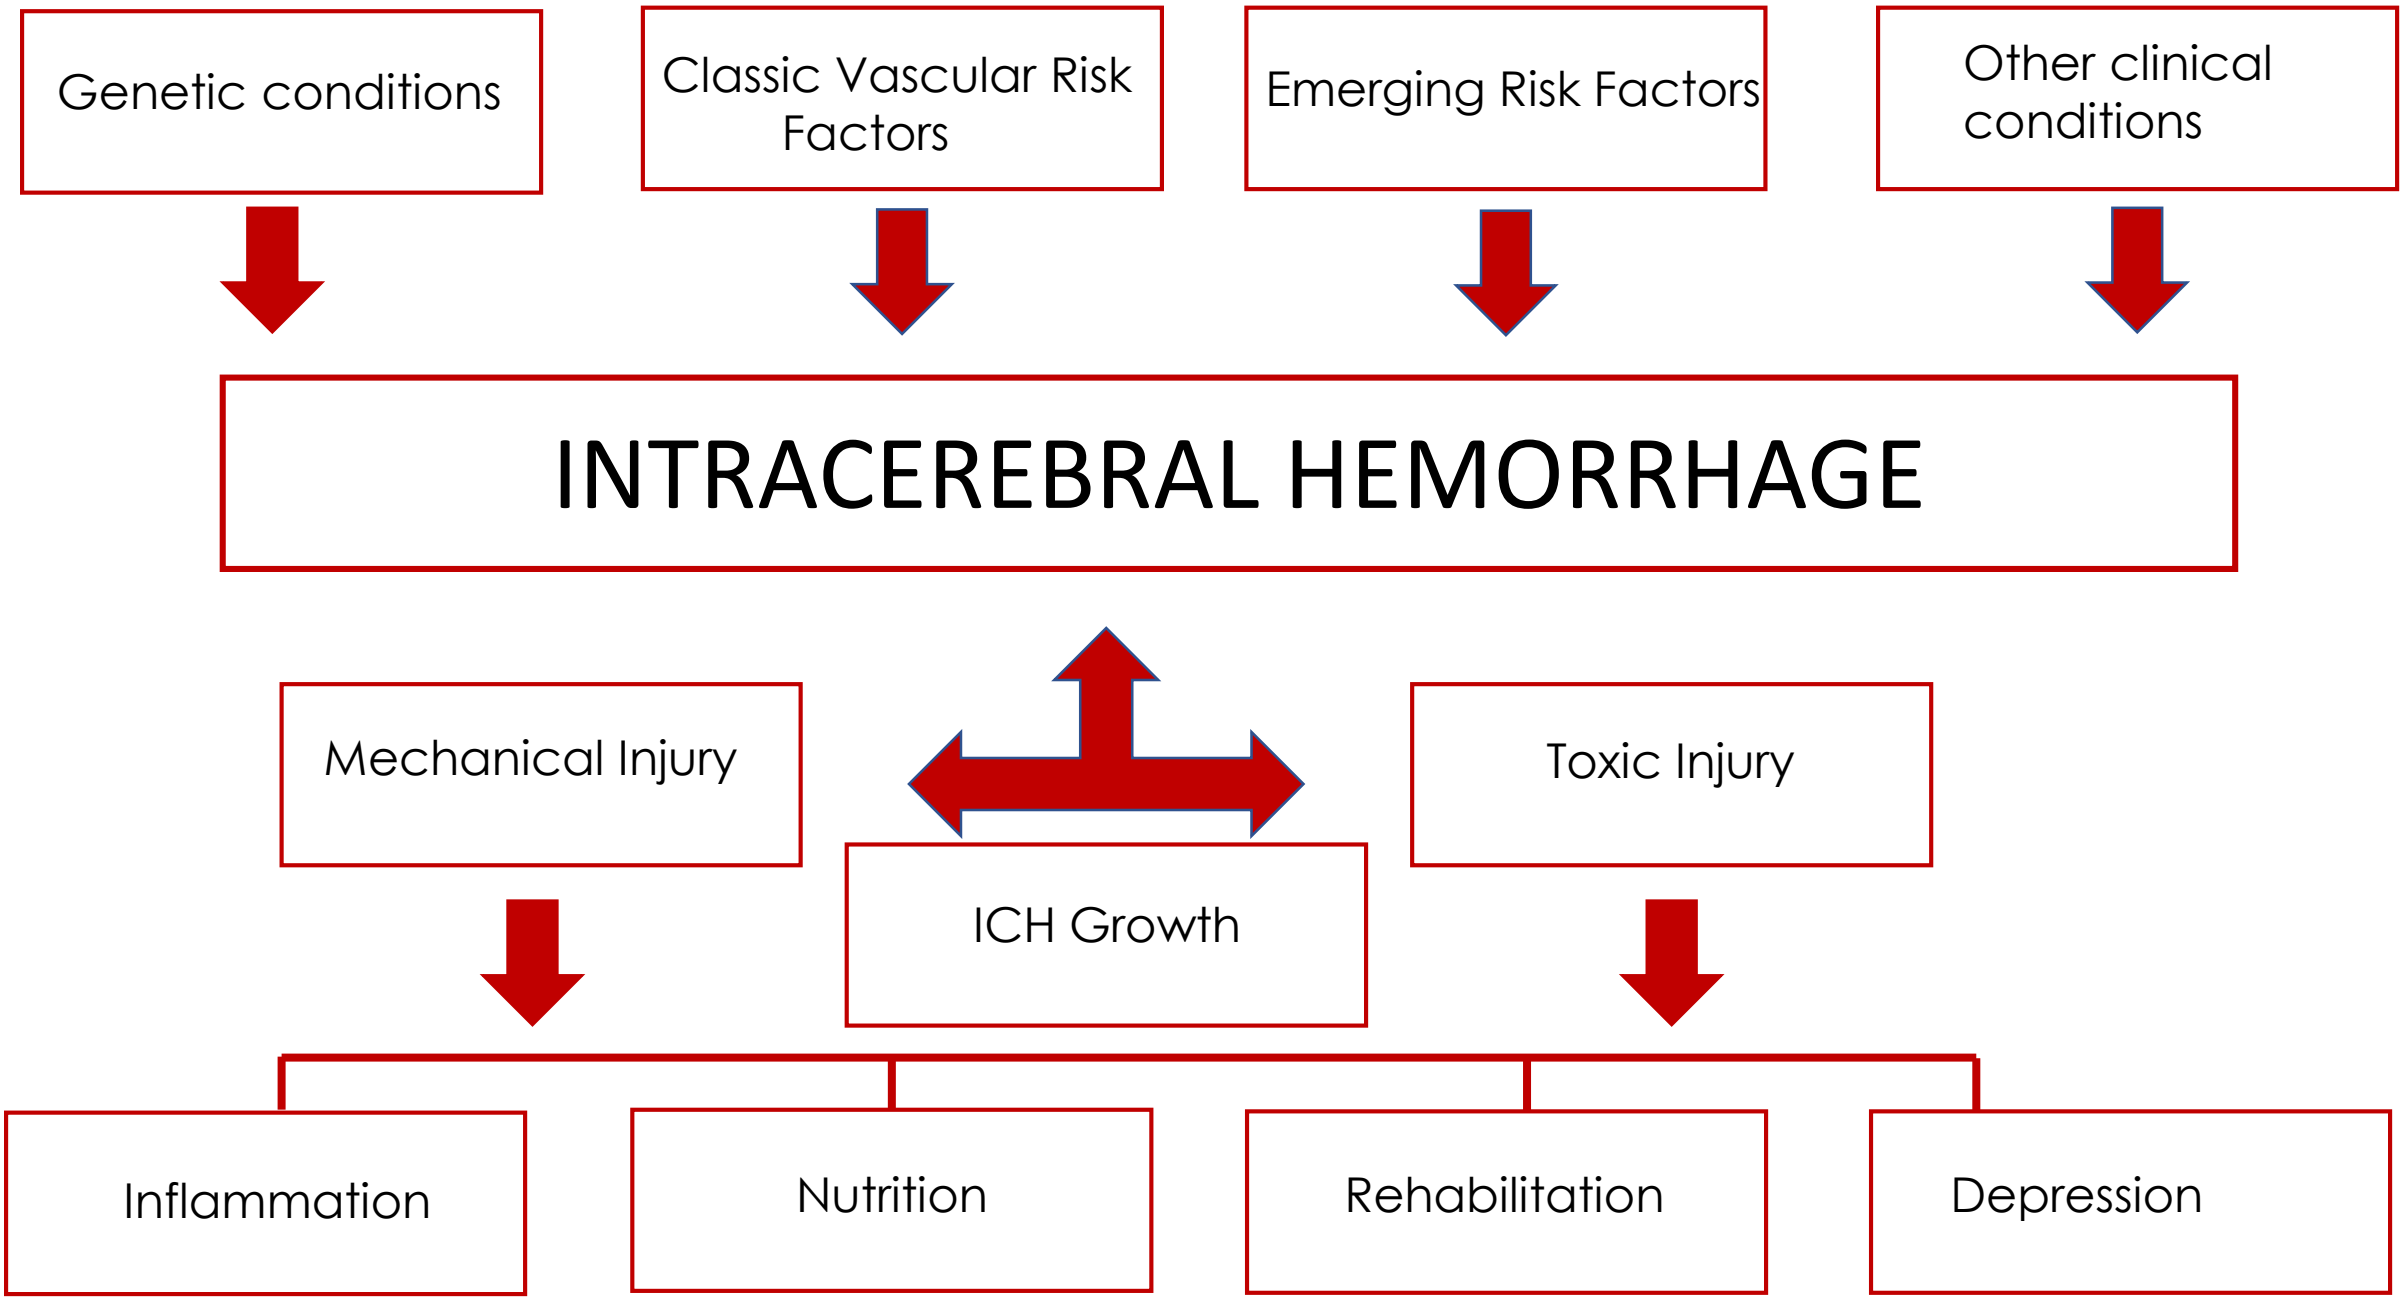 Genetic conditions
Classic Vascular Risk
Factors
Emerging Risk Factors
Other clinical
conditions
INTRACEREBRAL HEMORRHAGE
Mechanical Injury
Toxic Injury
ICH Growth
Inflammation
Nutrition
Rehabilitation
Depression